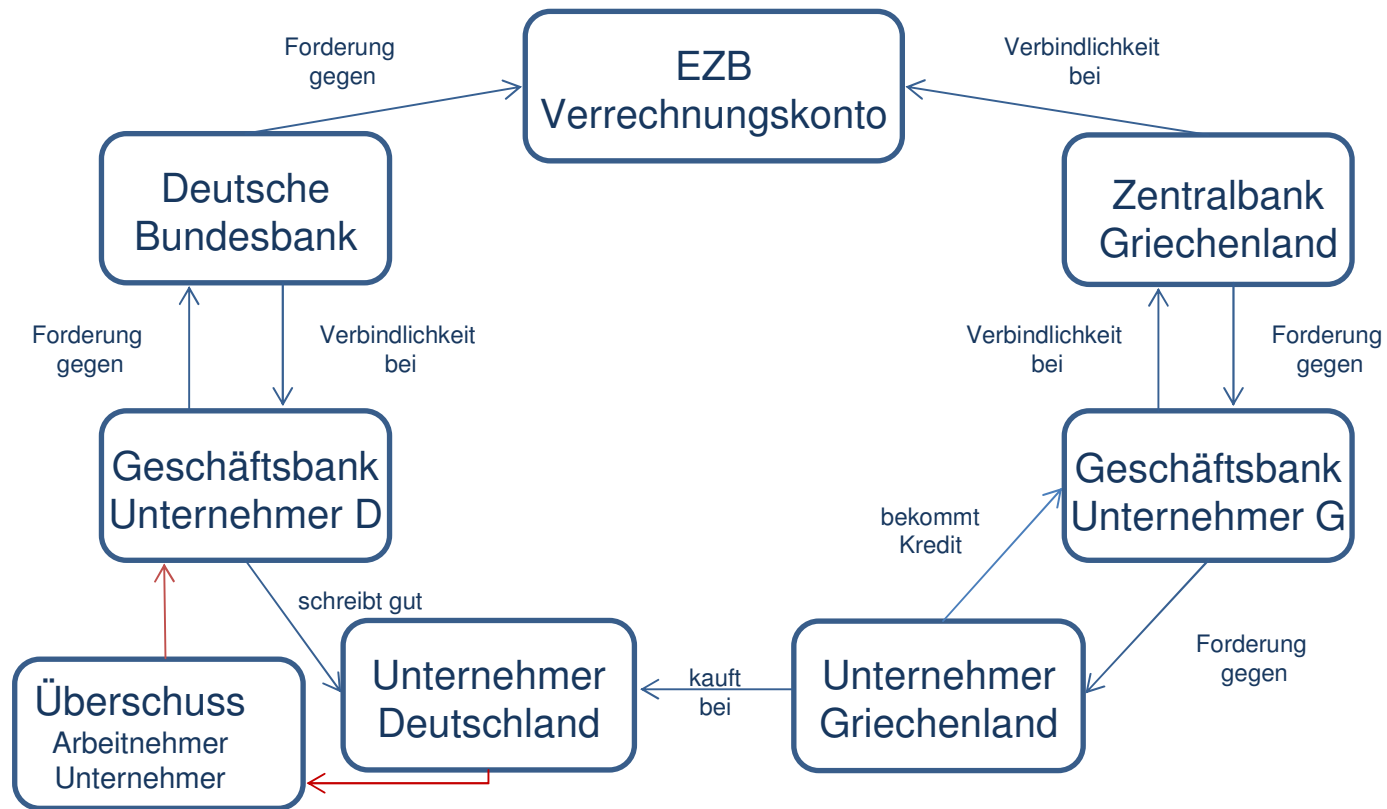 Forderung
gegen
EZB
Verrechnungskonto
Verbindlichkeit
bei
Deutsche
Bundesbank
Zentralbank
Griechenland
Forderung
gegen
Verbindlichkeit
bei
Verbindlichkeit
bei
Forderung
gegen
Geschäftsbank
Unternehmer D
bekommt
Kredit
Geschäftsbank
Unternehmer G
schreibt gut
Überschuss
Arbeitnehmer
Unternehmer
Unternehmer
Deutschland
kauft
bei
Unternehmer
Griechenland
Forderung
gegen